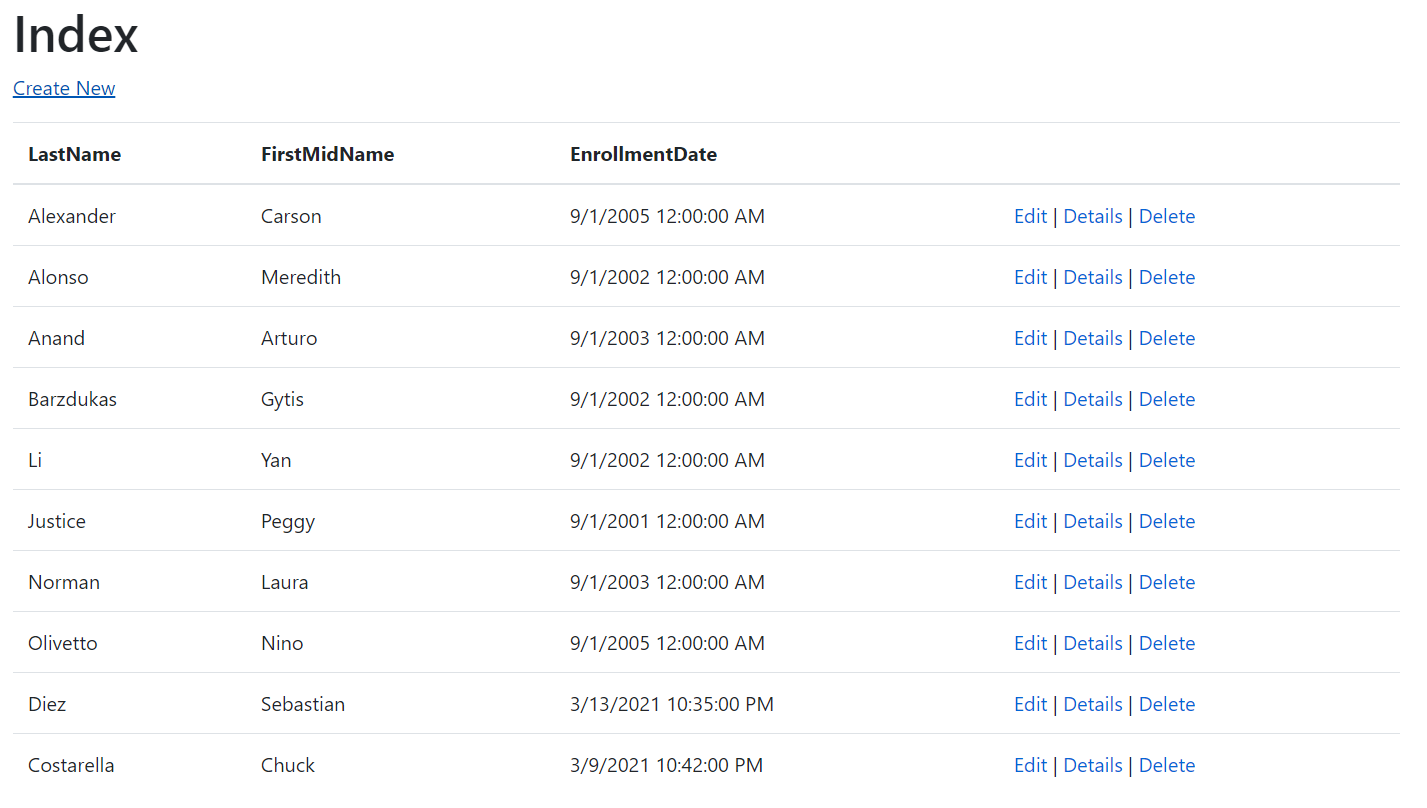 Index
Create New
LastName FirstMidName EnrollmentDate
Alexander Carson 9/1/2005 12:00:00 AM Edit | Details | Delete
Alonso Meredith 9/1/2002 12:00:00 AM Edit | Details | Delete
Anand Arturo 9/1/2003 12:00:00 AM Edit | Details | Delete
Barzdukas Gytis 9/1/2002 12:00:00 AM Edit | Details | Delete
Li Yan 9/1/2002 12:00:00 AM Edit | Details | Delete
Justice Peggy 9/1/2001 12:00:00 AM Edit | Details | Delete
Norman Laura 9/1/2003 12:00:00 AM Edit | Details | Delete
Olivetto Nino 9/1/2005 12:00:00 AM Edit | Details | Delete
Diez Sebastian 3/13/2021 10:35:00 PM Edit | Details | Delete
Costarella Chuck 3/9/2021 10:42:00 PM Edit | Details | Delete